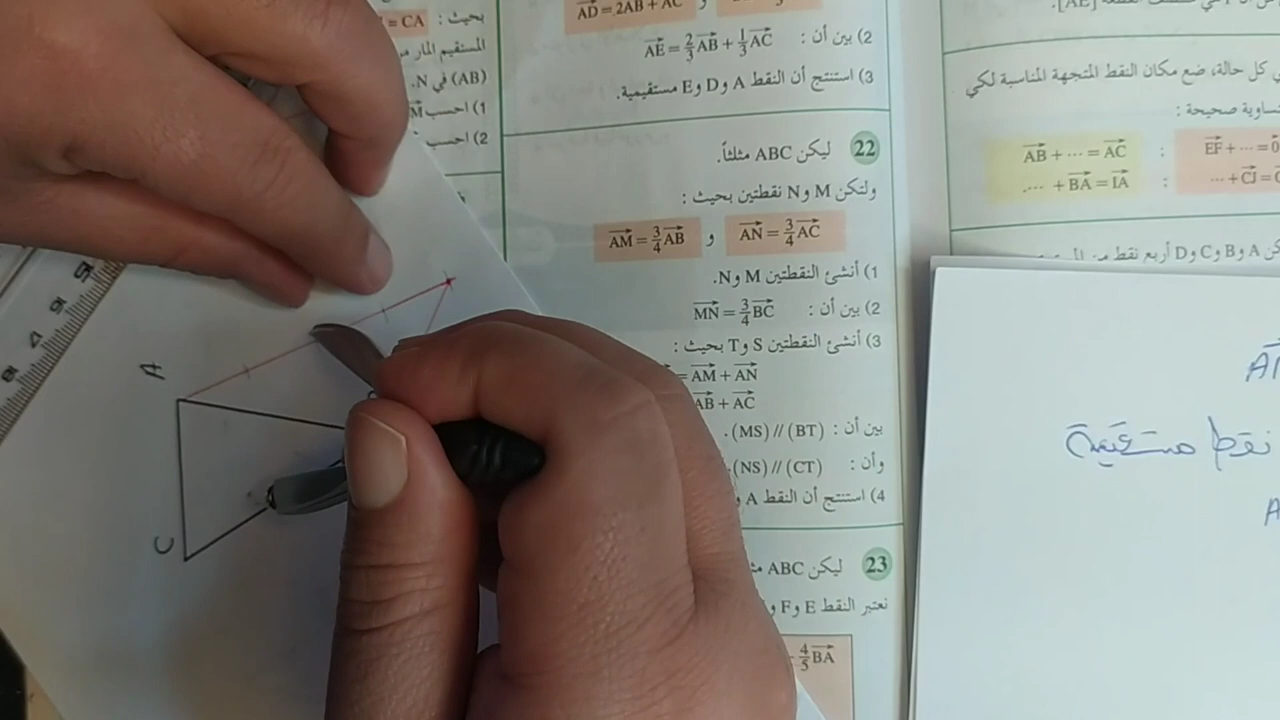 بحيث : = CA
المستقيم المار
(AB) في N.
1) احسب
2) احسب
AD = 2AB + AC و
2) بين أن : AE = 2/3 AB + 1/3 AC
3) استنتج أن النقط A و D و E مستقيمية.
22 ليكن ABC مثلثاً.
ولتكن M و N نقطتين بحيث :
AN = 3/4 AC و AM = 3/4 AB
1) أنشئ النقطتين M و N.
2) بين أن : MN = 3/4 BC
3) أنشئ النقطتين S و T بحيث :
= AM + AN
AB + AC
بين أن : (MS) // (BT).
وأن : (NS) // (CT).
4) استنتج أن النقط A و
23 ليكن ABC
نعتبر النقط E و F و
4/5 BA
[AE].
كل حالة، ضع مكان النقط المتجهة المناسبة لكي
صحيحة :
EF + ... = 0 : AB + ... = AC
... + CJ = : ... + BA = IA
A و B و C و D أربع نقط من
نقط مستقيمية
A
A
C